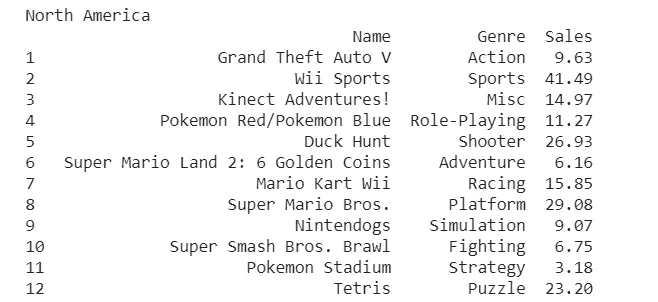 North America
Name Genre Sales
1 Grand Theft Auto V Action 9.63
2 Wii Sports Sports 41.49
3 Kinect Adventures! Misc 14.97
4 Pokemon Red/Pokemon Blue Role-Playing 11.27
5 Duck Hunt Shooter 26.93
6 Super Mario Land 2: 6 Golden Coins Adventure 6.16
7 Mario Kart Wii Racing 15.85
8 Super Mario Bros. Platform 29.08
9 Nintendogs Simulation 9.07
10 Super Smash Bros. Brawl Fighting 6.75
11 Pokemon Stadium Strategy 3.18
12 Tetris Puzzle 23.20